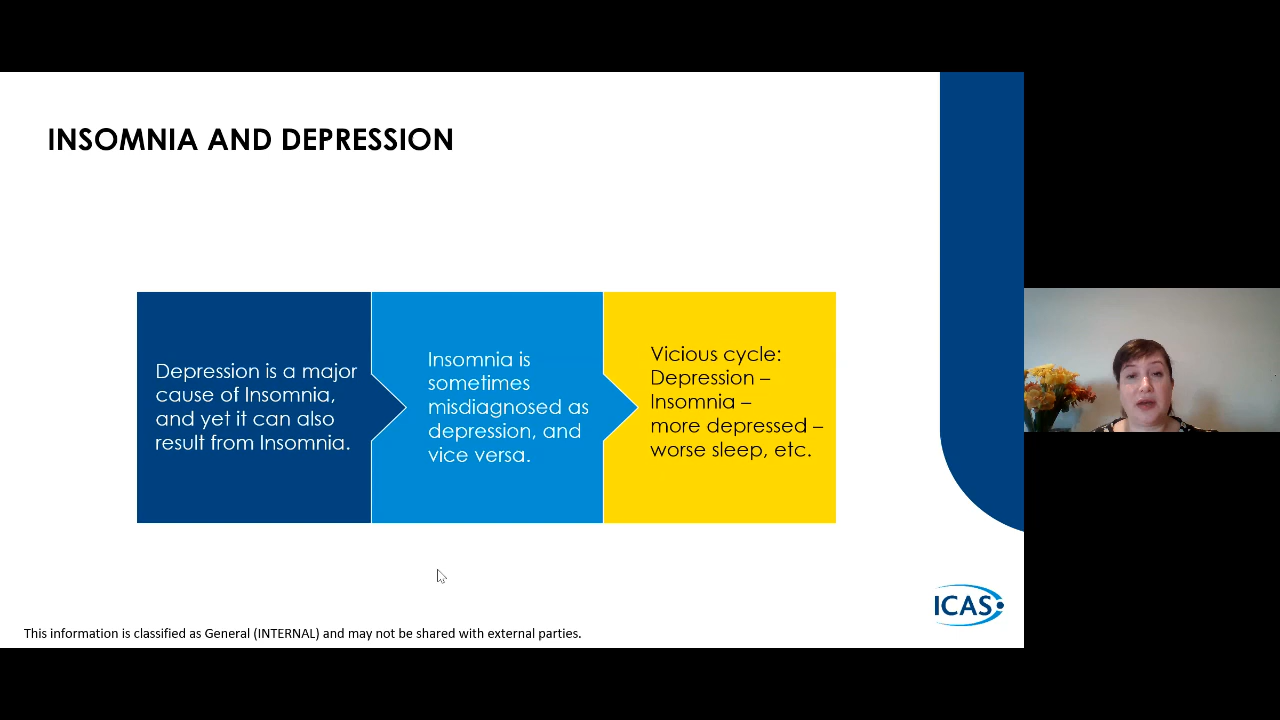 INSOMNIA AND DEPRESSION
Depression is a major
cause of Insomnia,
and yet it can also
result from Insomnia.
Insomnia is
sometimes
misdiagnosed as
depression, and
vice versa.
Vicious cycle:
Depression –
Insomnia –
more depressed –
worse sleep, etc.
ICAS
This information is classified as General (INTERNAL) and may not be shared with external parties.